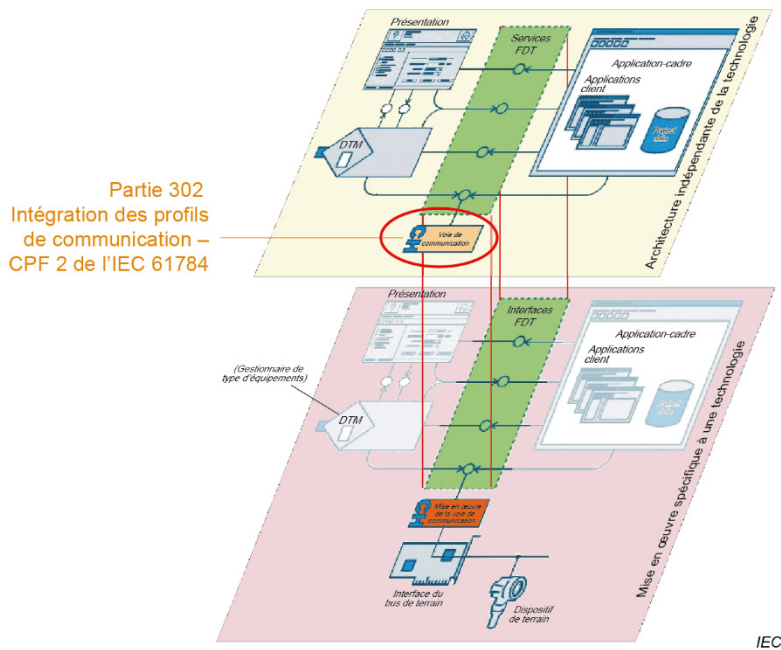 Présentation
Services
FDT
Application-cadre
Applications
client
DTM
Voie de
communication
Architecture indépendante de la technologie
Partie 302
Intégration des profils
de communication –
CPF 2 de l'IEC 61784
Présentation
Interfaces
FDT
Application-cadre
Applications
client
(Gestionnaire de
type d'équipements)
DTM
Mise en œuvre
de la voie de
communication
Interface du
bus de terrain
Dispositif
de terrain
Mise en œuvre spécifique à une technologie
IEC